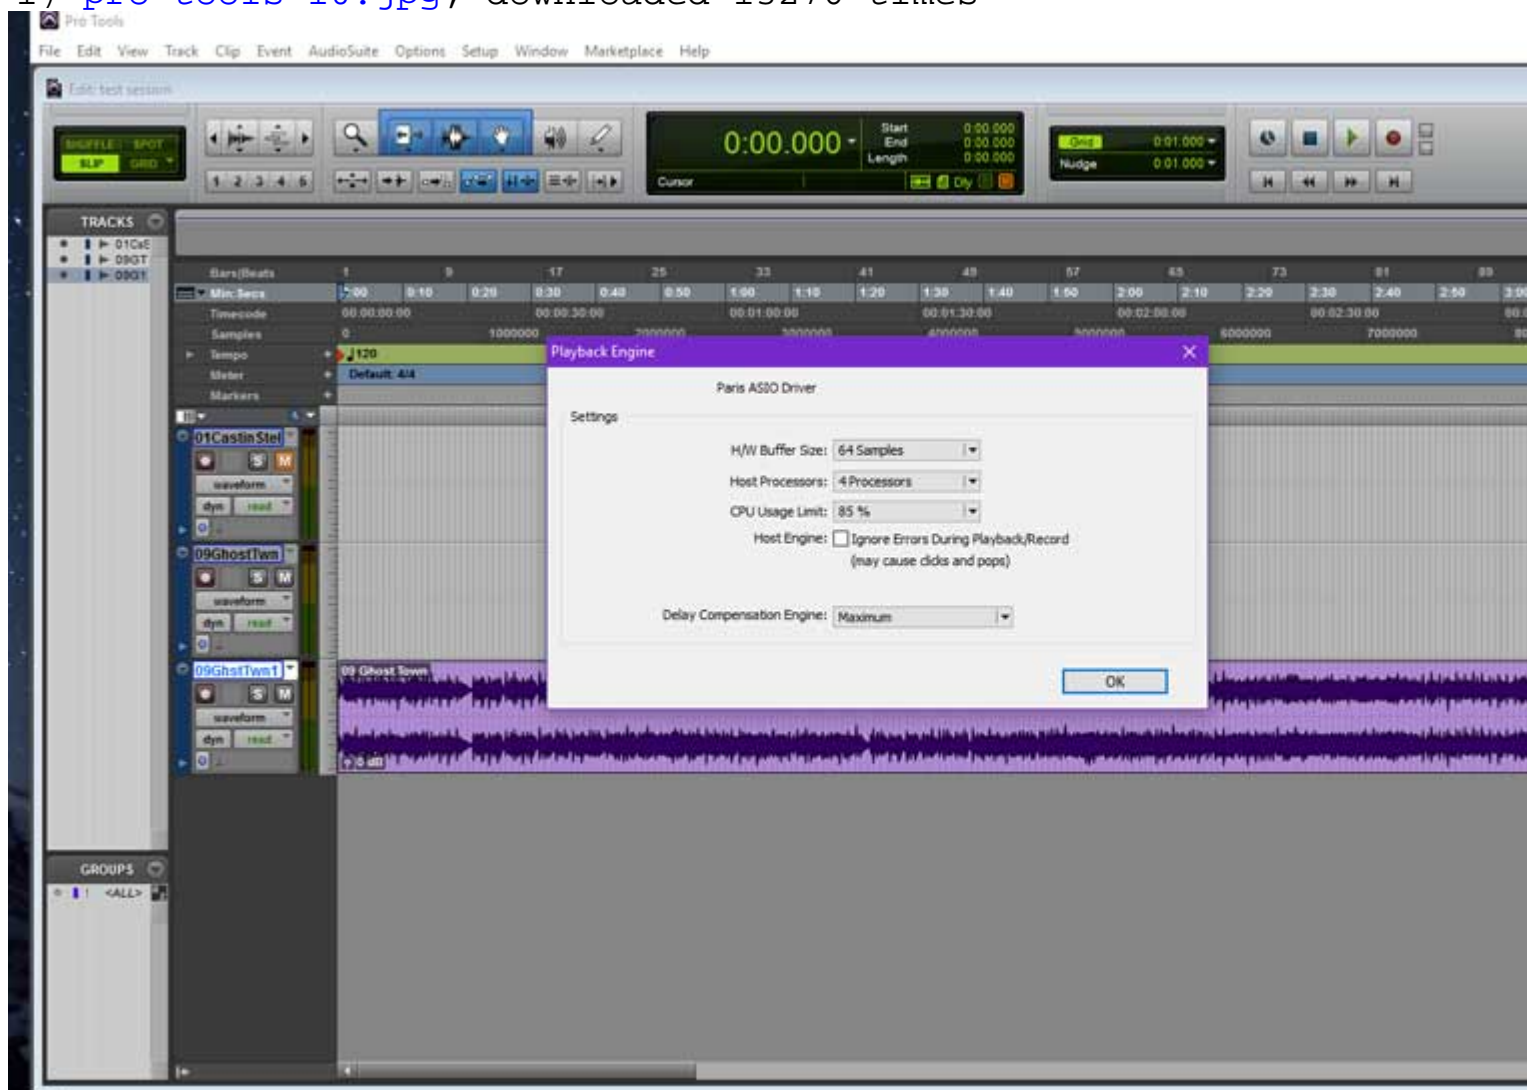 1) pro tools 10.jpg, downloaded 15270 times
Pro Tools
File Edit View Track Clip Event AudioSuite Options Setup Window Marketplace Help
Edit: test session
SHUFFLE SPOT
SLIP GRID
1 2 3 4 5
0:00.000
Start 0:00.000
End 0:00.000
Length 0:00.000
Cursor
Dly
Grid 0:01.000
Nudge 0:01.000
TRACKS
01CsS
09GT
09G1
Bars|Beats 1 9 17 25 33 41 49 57 65 73 81 89
Min:Secs 0:00 0:10 0:20 0:30 0:40 0:50 1:00 1:10 1:20 1:30 1:40 1:50 2:00 2:10 2:20 2:30 2:40 2:50 3:00
Timecode 00:00:00:00 00:00:30:00 00:01:00:00 00:01:30:00 00:02:00:00 00:02:30:00
Samples 0 1000000 2000000 3000000 4000000 5000000 6000000 7000000
Tempo 120
Meter Default: 4/4
Markers
Playback Engine
Paris ASIO Driver
Settings
H/W Buffer Size: 64 Samples
Host Processors: 4 Processors
CPU Usage Limit: 85 %
Host Engine: Ignore Errors During Playback/Record
(may cause clicks and pops)
Delay Compensation Engine: Maximum
OK
01CastinStel
S M
waveform
dyn read
09GhostTwn
S M
waveform
dyn read
09GhstTwn1
S M
waveform
dyn read
09 Ghost Town
0 dB
GROUPS
! <ALL>